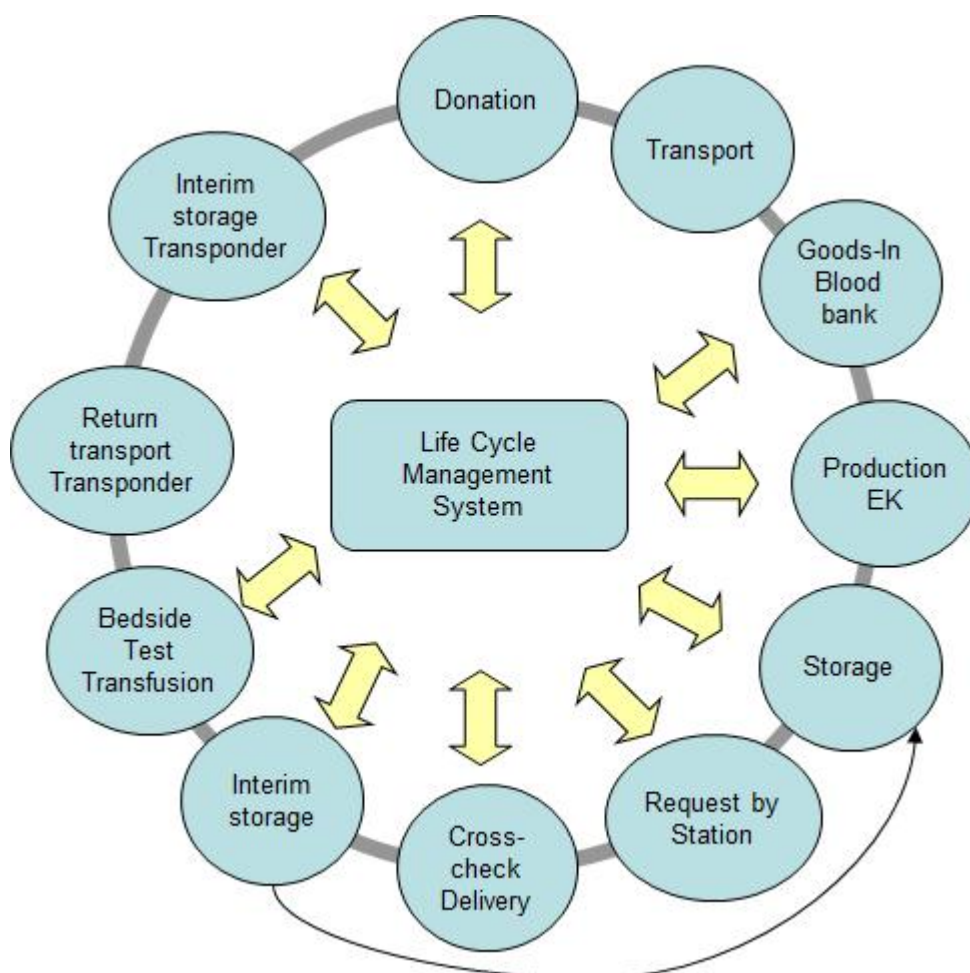 Donation
Transport
Goods-In
Blood
bank
Production
EK
Storage
Request by
Station
Cross-
check
Delivery
Interim
storage
Bedside
Test
Transfusion
Return
transport
Transponder
Interim
storage
Transponder
Life Cycle
Management
System